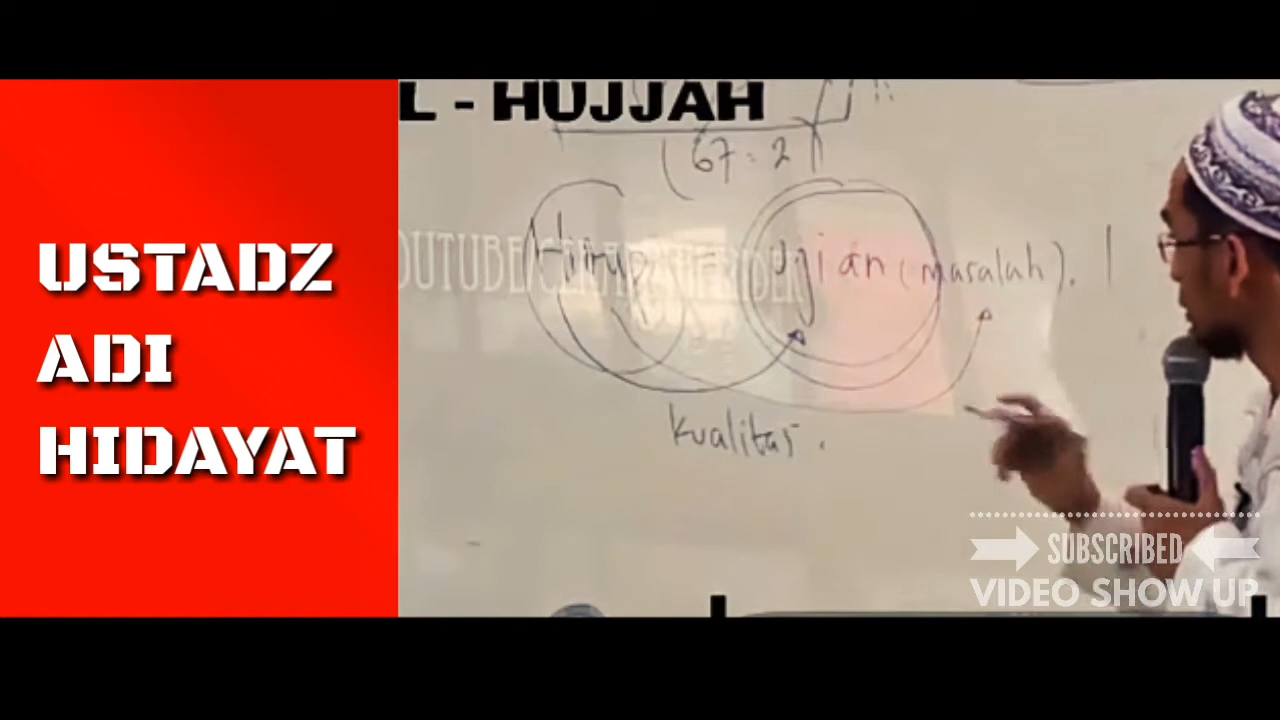 USTADZ
ADI
HIDAYAT
L - HUJJAH
(67:2)
Hidup = ujian (masalah).
kualitas.
SUBSCRIBED
VIDEO SHOW UP